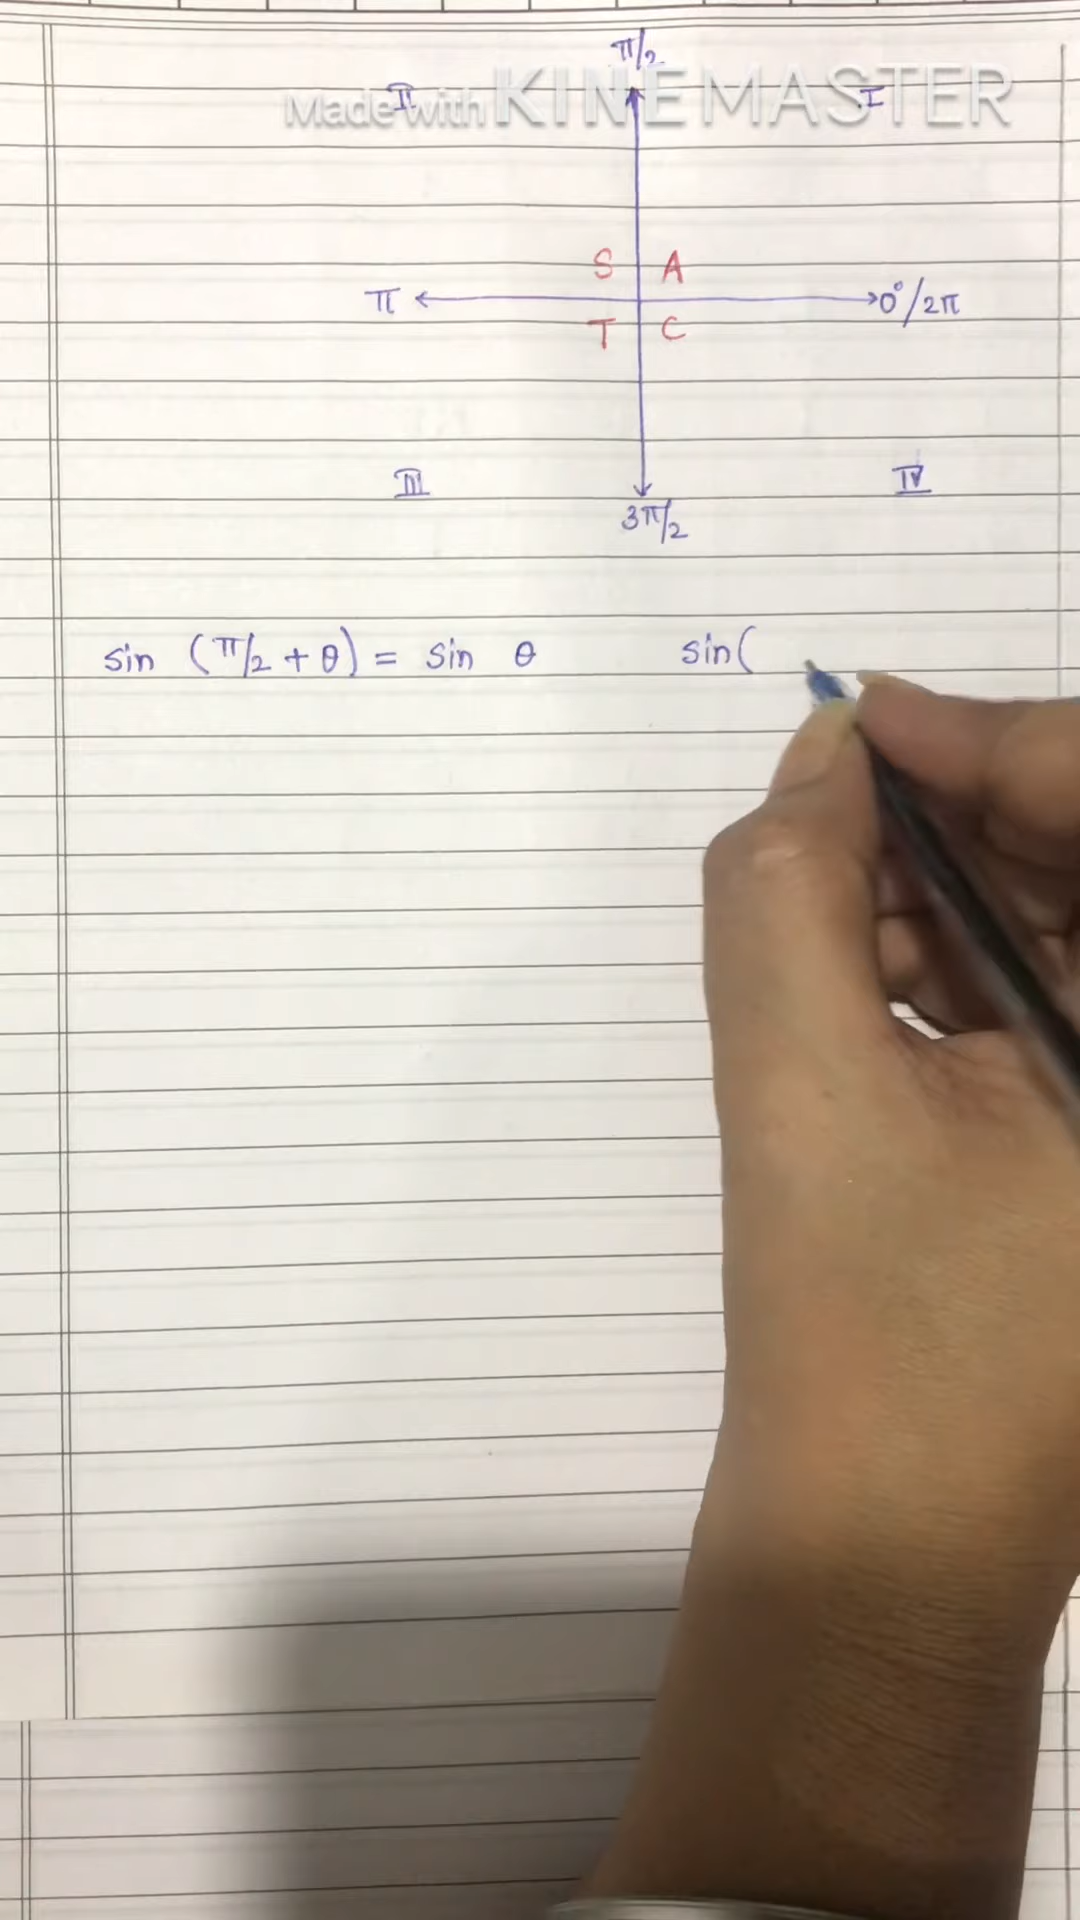 π/2
Made with KINEMASTER
II I
S A
π 0°/2π
T C
III IV
3π/2
sin (π/2 + θ) = sin θ sin(